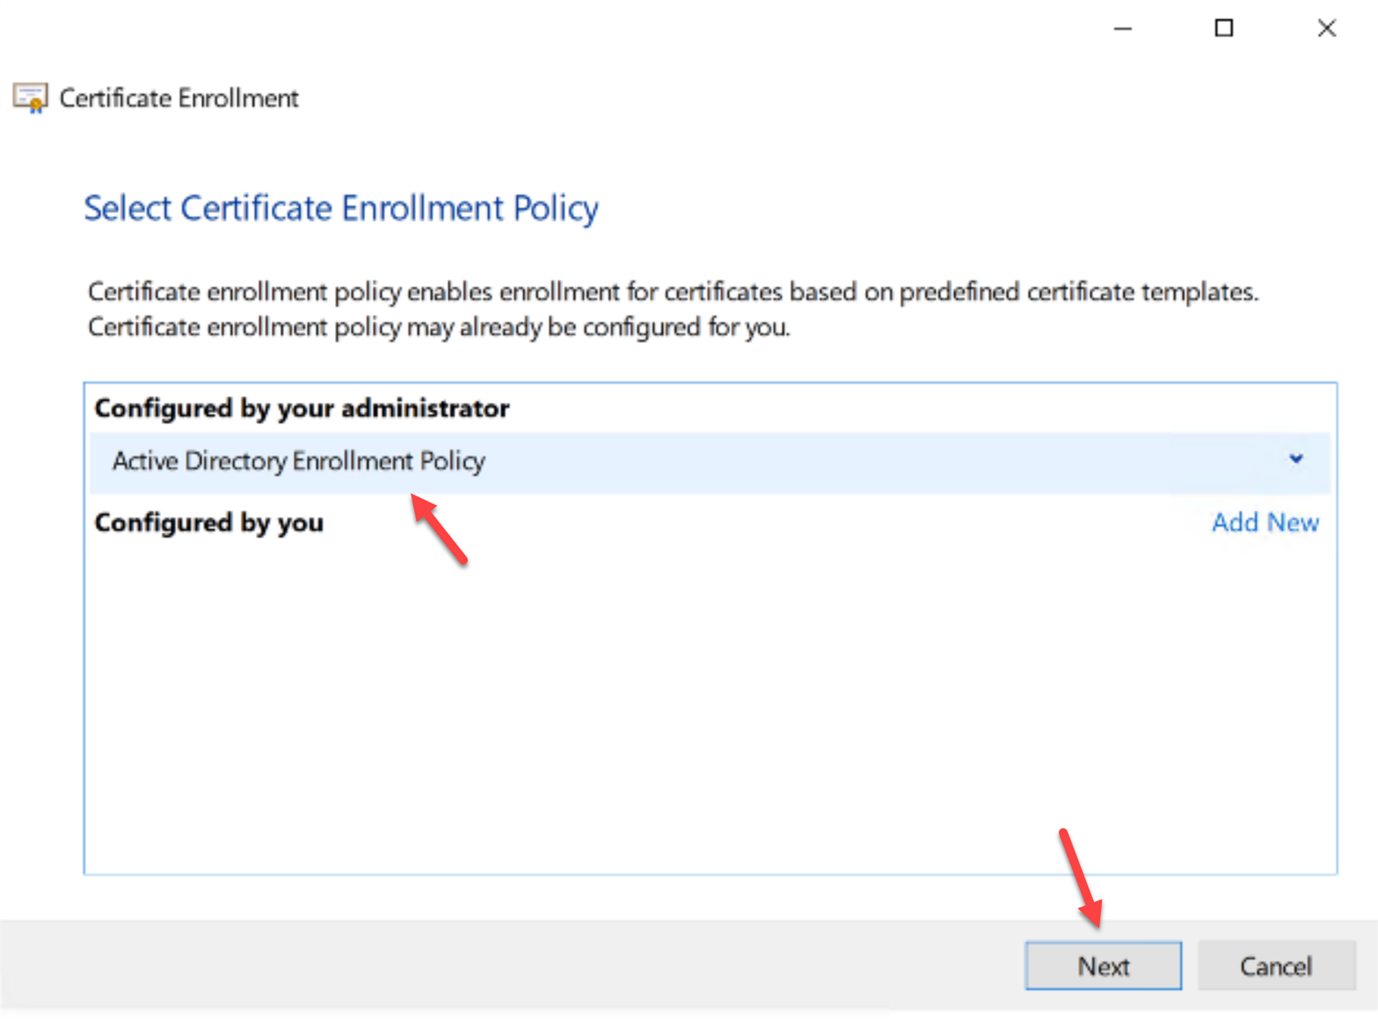 Certificate Enrollment
Select Certificate Enrollment Policy
Certificate enrollment policy enables enrollment for certificates based on predefined certificate templates.
Certificate enrollment policy may already be configured for you.
Configured by your administrator
Active Directory Enrollment Policy
Configured by you
Add New
Next
Cancel